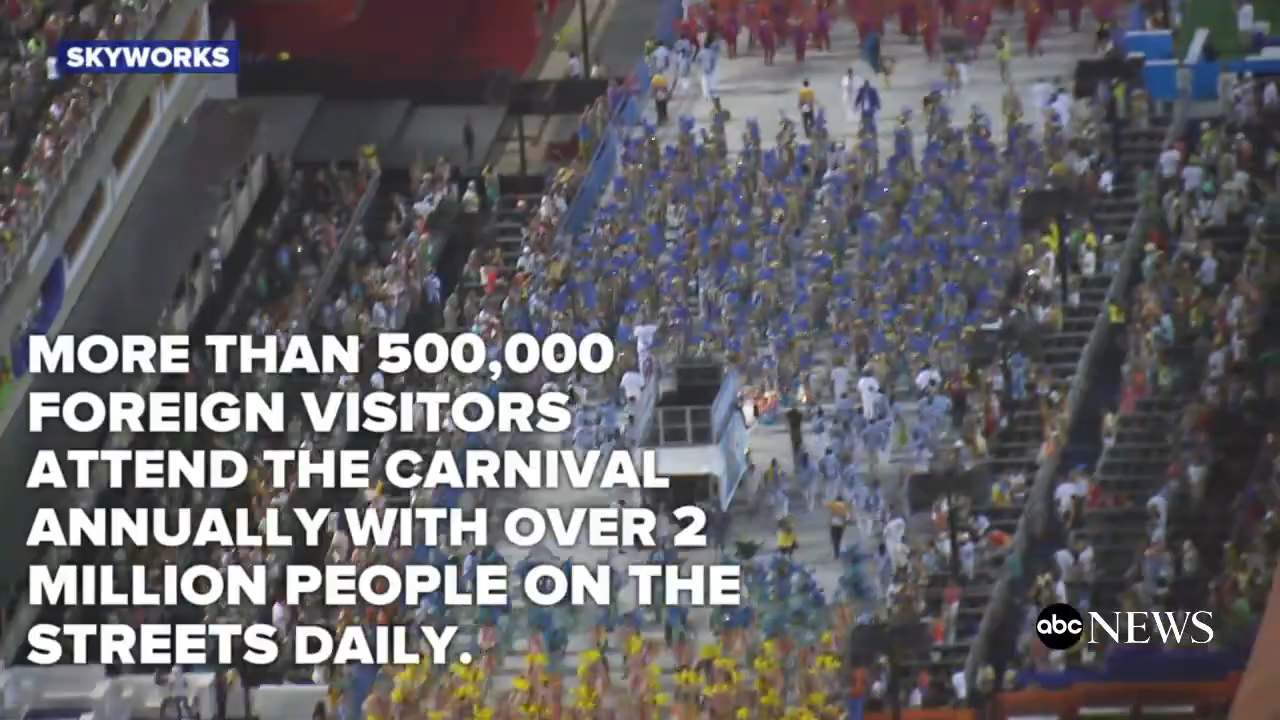 SKYWORKS
MORE THAN 500,000
FOREIGN VISITORS
ATTEND THE CARNIVAL
ANNUALLY WITH OVER 2
MILLION PEOPLE ON THE
STREETS DAILY.
abc NEWS